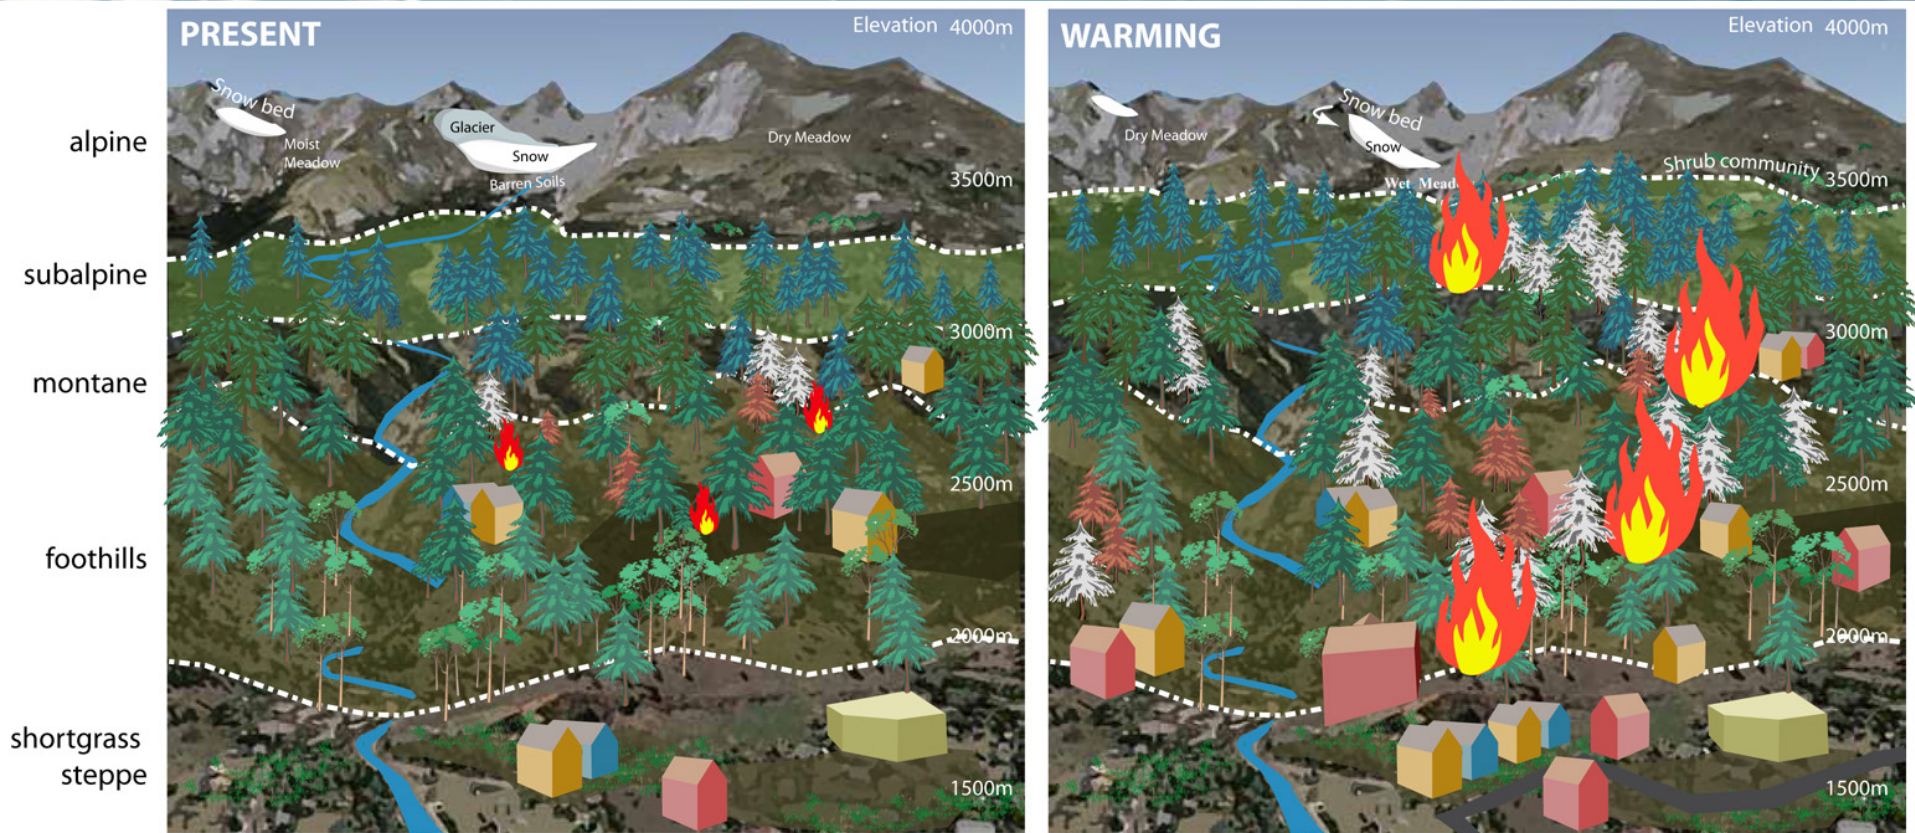 PRESENT
Elevation 4000m
Snow bed
Glacier
Moist
Meadow
Snow
Dry Meadow
Barren Soils
3500m
3000m
2500m
2000m
1500m
WARMING
Elevation 4000m
Snow bed
Dry Meadow
Snow
Shrub community
3500m
Wet
3000m
2500m
2000m
1500m
alpine
subalpine
montane
foothills
shortgrass
steppe